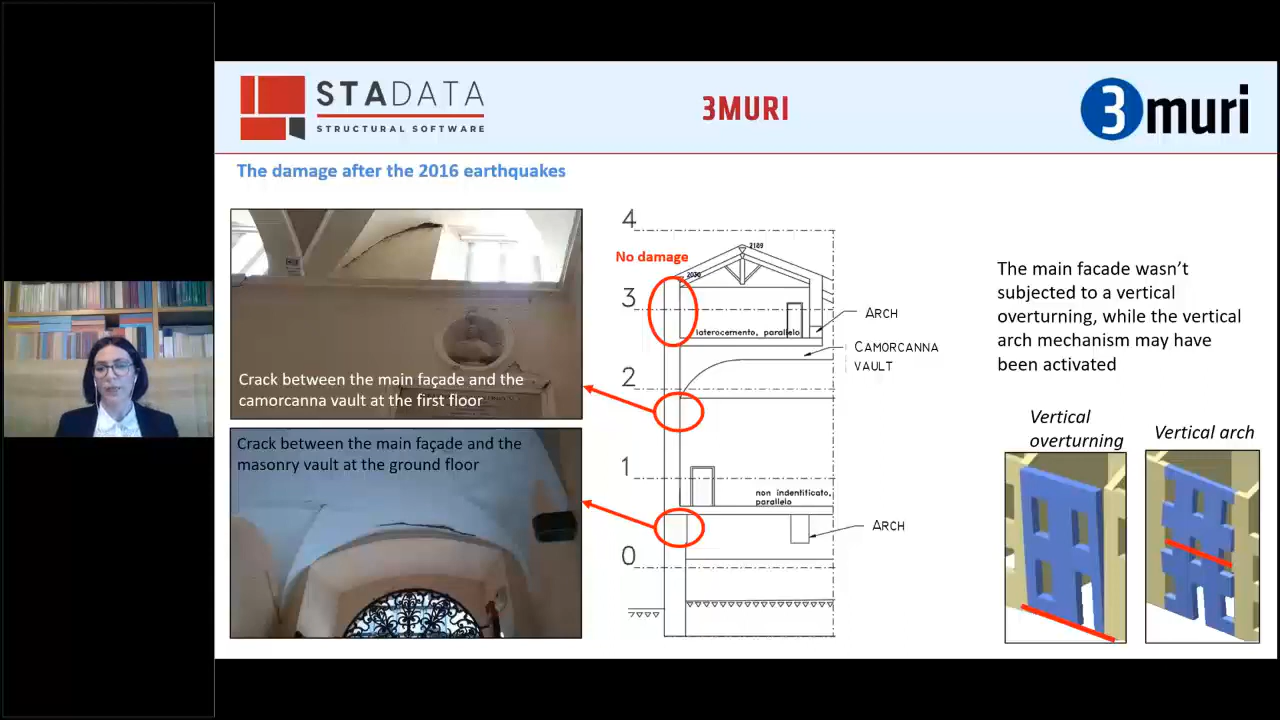 STADATA
STRUCTURAL SOFTWARE
3MURI
3muri
The damage after the 2016 earthquakes
Crack between the main façade and the
camorcanna vault at the first floor
Crack between the main façade and the
masonry vault at the ground floor
4
No damage
2189
2030
3
ARCH
laterocemento, parallelo
CAMORCANNA
VAULT
2
1
non indentificato,
parallelo
ARCH
0
The main facade wasn't
subjected to a vertical
overturning, while the vertical
arch mechanism may have
been activated
Vertical
overturning
Vertical arch